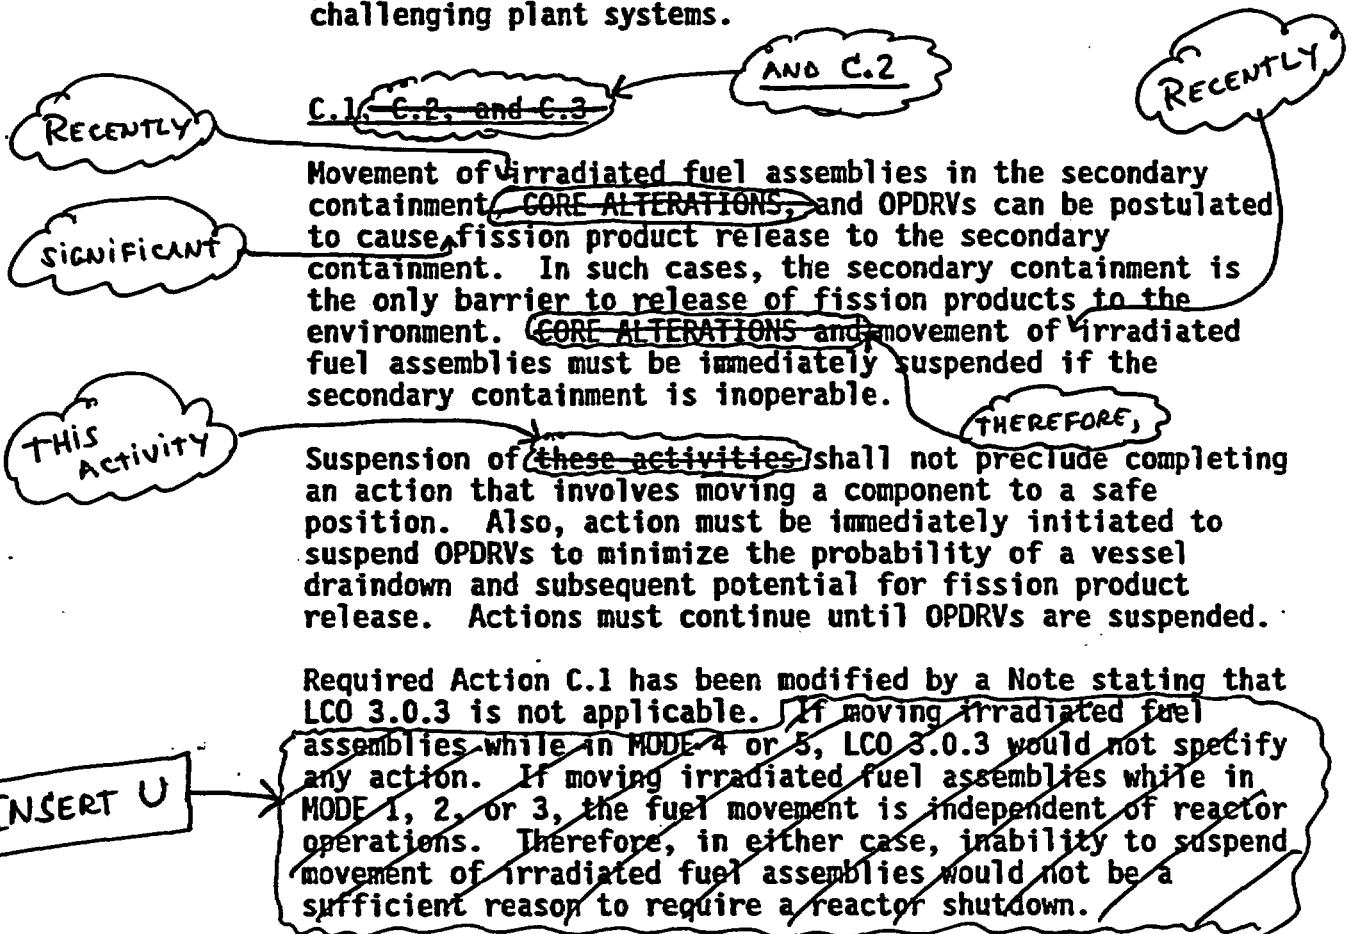 challenging plant systems.
AND C.2
RECENTLY
C.1, C.2, and C.3
RECENTLY
Movement of irradiated fuel assemblies in the secondary
containment, CORE ALTERATIONS, and OPDRVs can be postulated
SIGNIFICANT
to cause fission product release to the secondary
containment. In such cases, the secondary containment is
the only barrier to release of fission products to the
environment. CORE ALTERATIONS and movement of irradiated
fuel assemblies must be immediately suspended if the
secondary containment is inoperable.
THEREFORE,
THIS
ACTIVITY
Suspension of these activities shall not preclude completing
an action that involves moving a component to a safe
position. Also, action must be immediately initiated to
suspend OPDRVs to minimize the probability of a vessel
draindown and subsequent potential for fission product
release. Actions must continue until OPDRVs are suspended.
Required Action C.1 has been modified by a Note stating that
LCO 3.0.3 is not applicable. If moving irradiated fuel
assemblies while in MODE 4 or 5, LCO 3.0.3 would not specify
any action. If moving irradiated fuel assemblies while in
INSERT U
MODE 1, 2, or 3, the fuel movement is independent of reactor
operations. Therefore, in either case, inability to suspend
movement of irradiated fuel assemblies would not be a
sufficient reason to require a reactor shutdown.